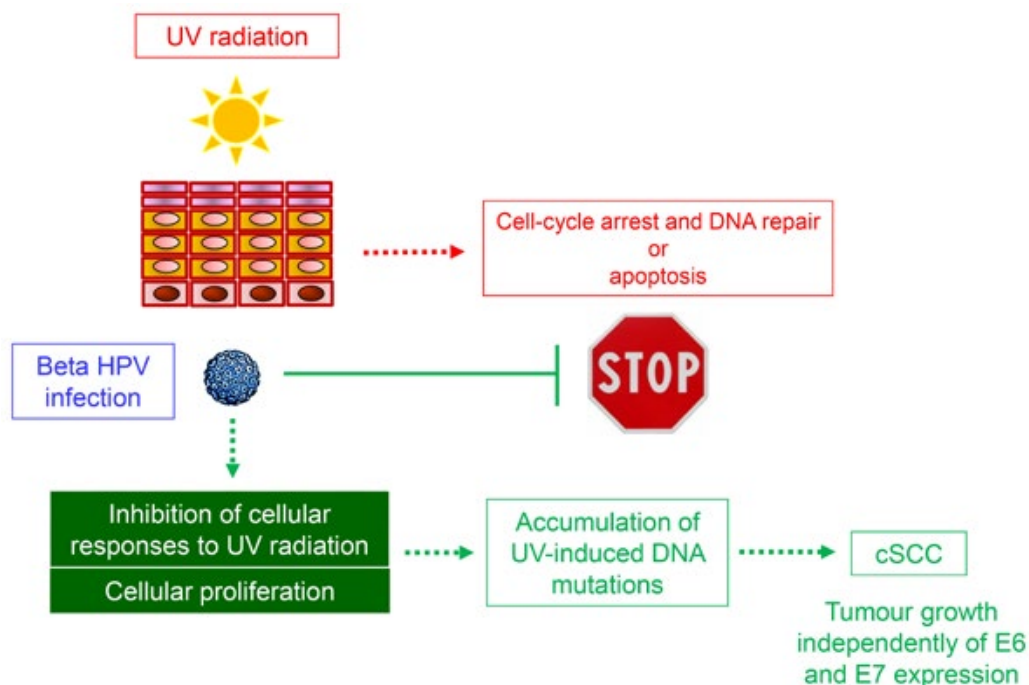 UV radiation
Cell-cycle arrest and DNA repair
or
apoptosis
Beta HPV
infection
STOP
Inhibition of cellular
responses to UV radiation
Cellular proliferation
Accumulation of
UV-induced DNA
mutations
cSCC
Tumour growth
independently of E6
and E7 expression